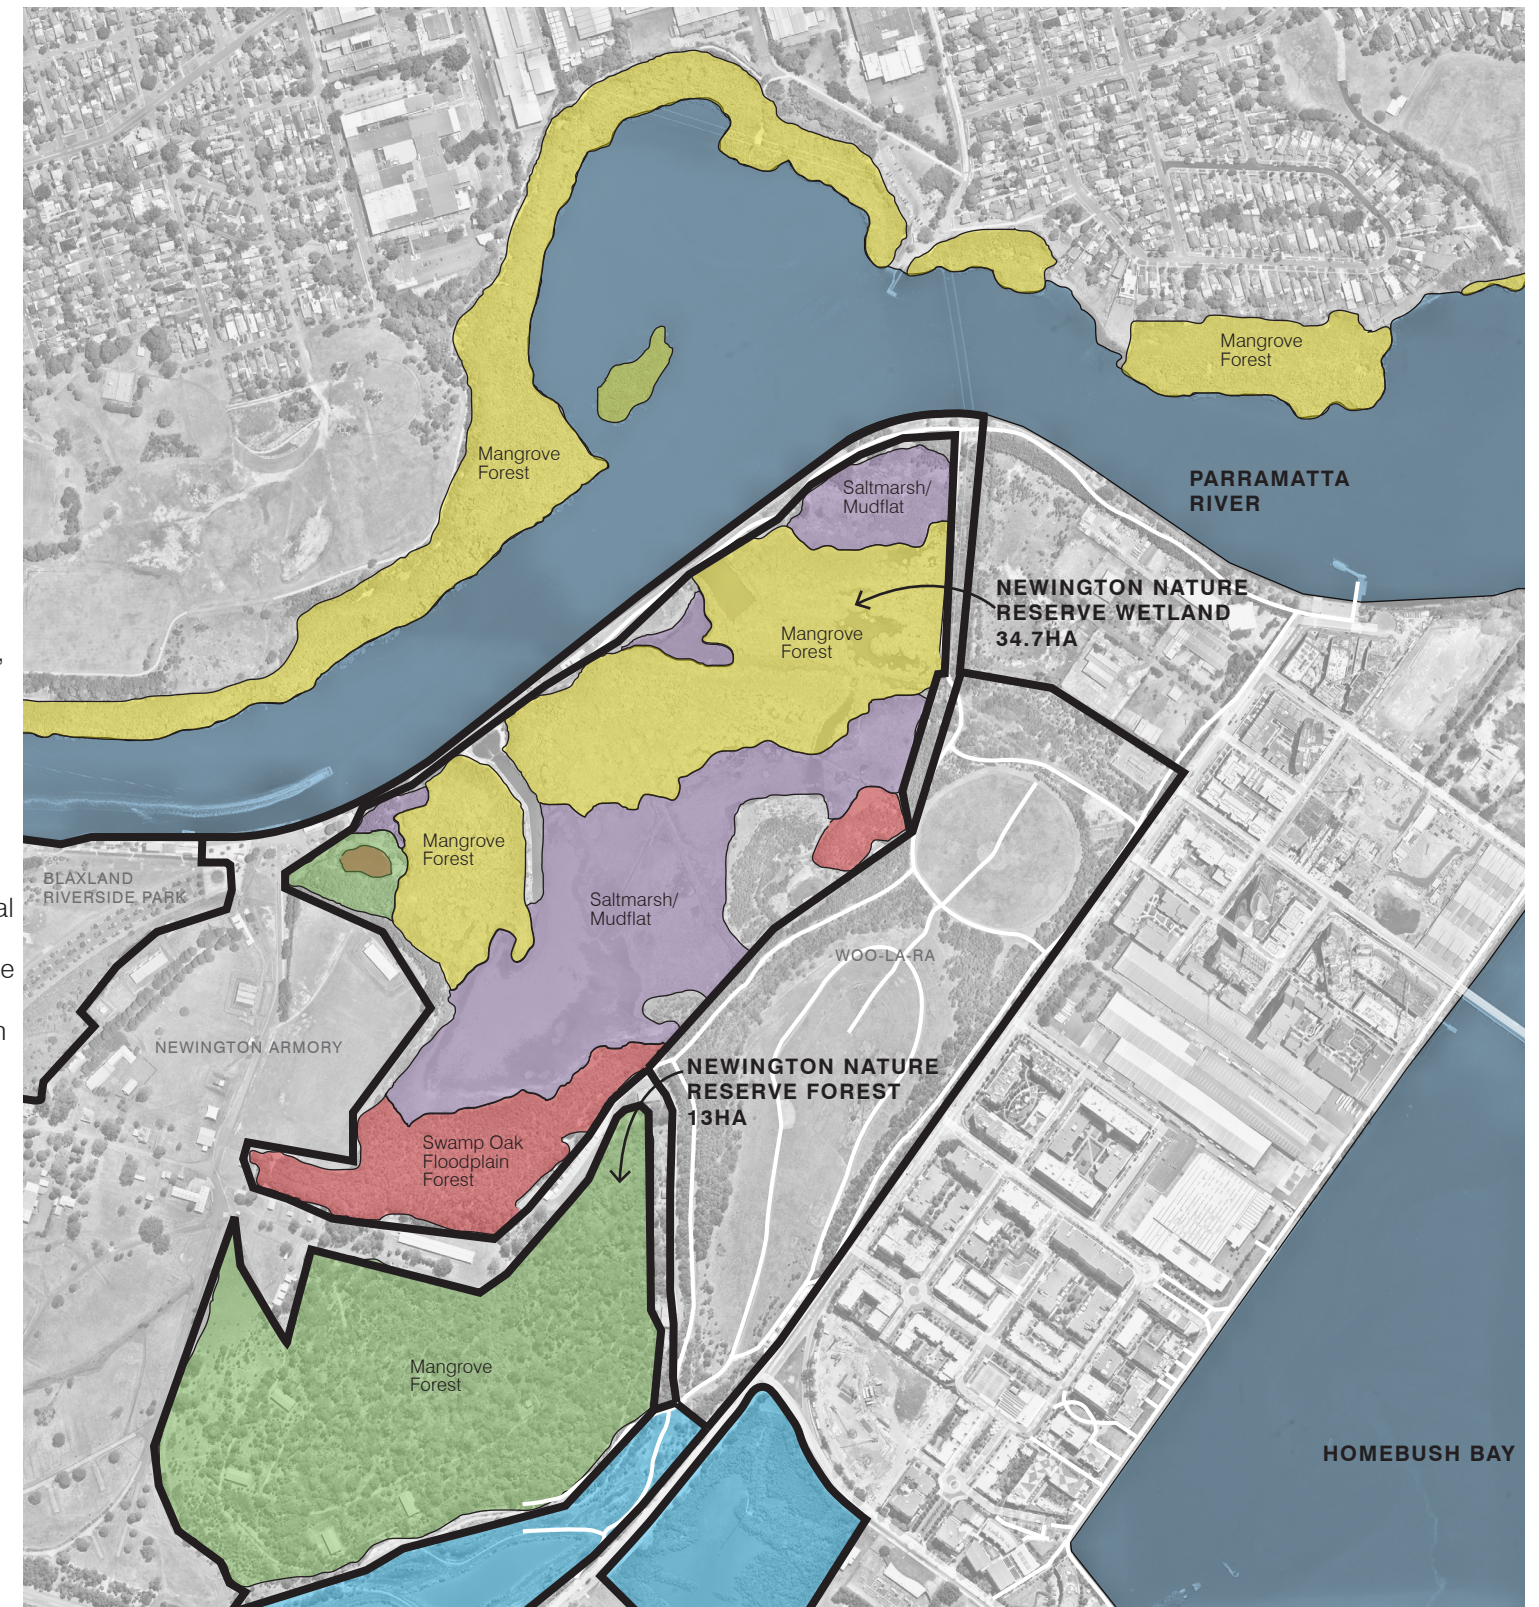 Mangrove
Forest
Mangrove
Forest
PARRAMATTA
RIVER
Saltmarsh/
Mudflat
NEWINGTON NATURE
RESERVE WETLAND
34.7HA
Mangrove
Forest
,
Mangrove
Forest
BLAXLAND
RIVERSIDE PARK
al
Saltmarsh/
Mudflat
WOO-LA-RA
e
n
NEWINGTON ARMORY
NEWINGTON NATURE
RESERVE FOREST
13HA
Swamp Oak
Floodplain
Forest
Mangrove
Forest
HOMEBUSH BAY